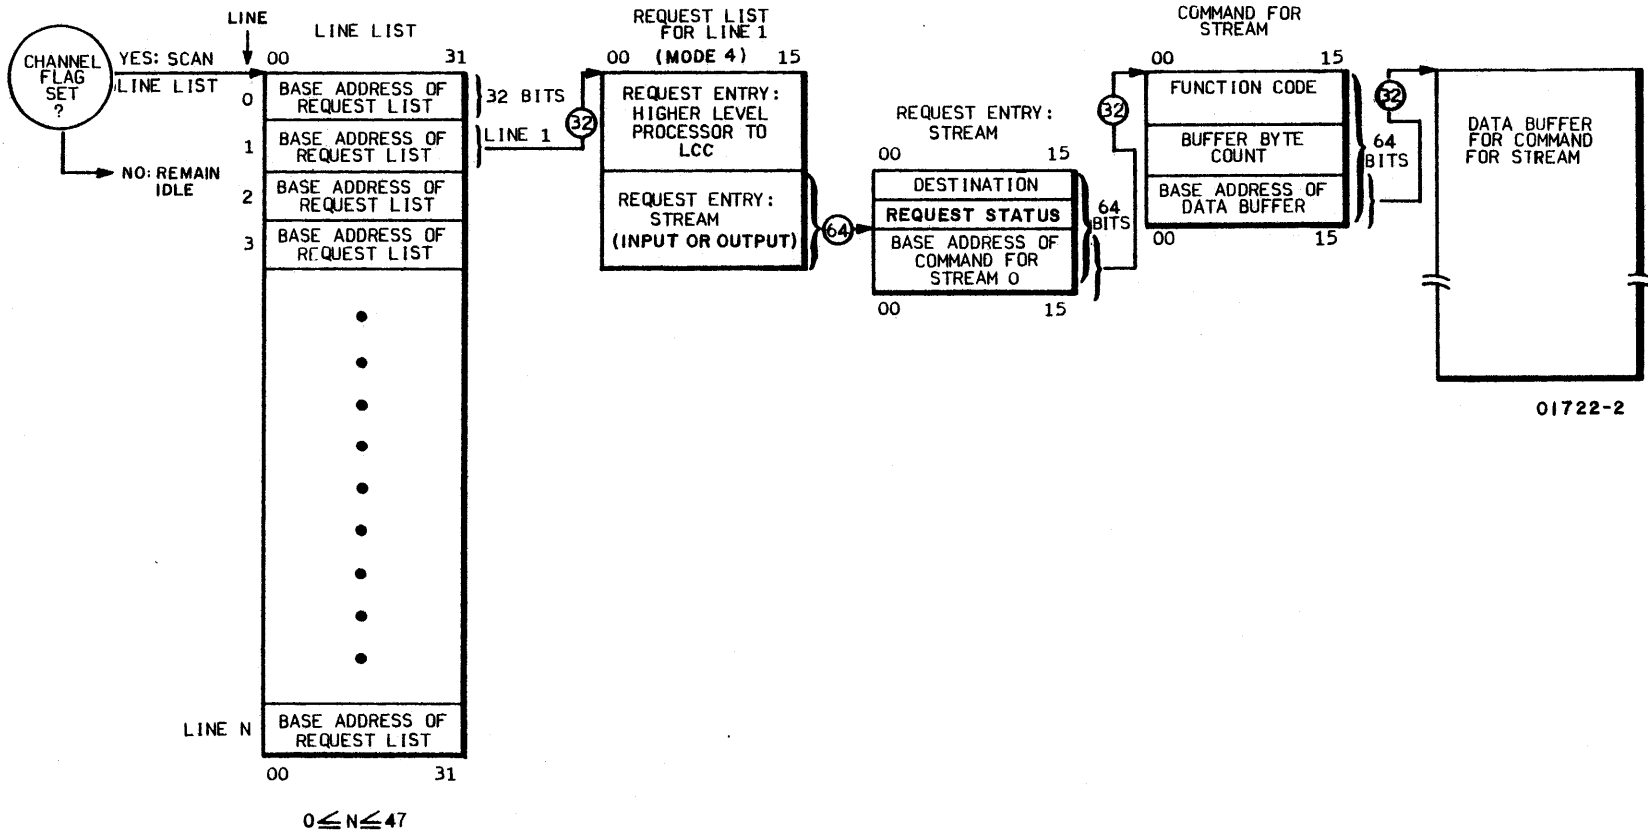 CHANNEL
FLAG
SET
?
YES: SCAN
LINE LIST
NO: REMAIN
IDLE
LINE
LINE LIST
00 31
0
BASE ADDRESS OF
REQUEST LIST
32 BITS
1
BASE ADDRESS OF
REQUEST LIST
LINE 1
2
BASE ADDRESS OF
REQUEST LIST
3
BASE ADDRESS OF
REQUEST LIST
LINE N
BASE ADDRESS OF
REQUEST LIST
00 31
0≦N≦47
32
REQUEST LIST
FOR LINE 1
(MODE 4)
00 15
REQUEST ENTRY:
HIGHER LEVEL
PROCESSOR TO
LCC
REQUEST ENTRY:
STREAM
(INPUT OR OUTPUT)
64
REQUEST ENTRY:
STREAM
00 15
DESTINATION
REQUEST STATUS
BASE ADDRESS OF
COMMAND FOR
STREAM 0
00 15
64
BITS
32
COMMAND FOR
STREAM
00 15
FUNCTION CODE
BUFFER BYTE
COUNT
BASE ADDRESS OF
DATA BUFFER
00 15
64
BITS
32
DATA BUFFER
FOR COMMAND
FOR STREAM
01722-2